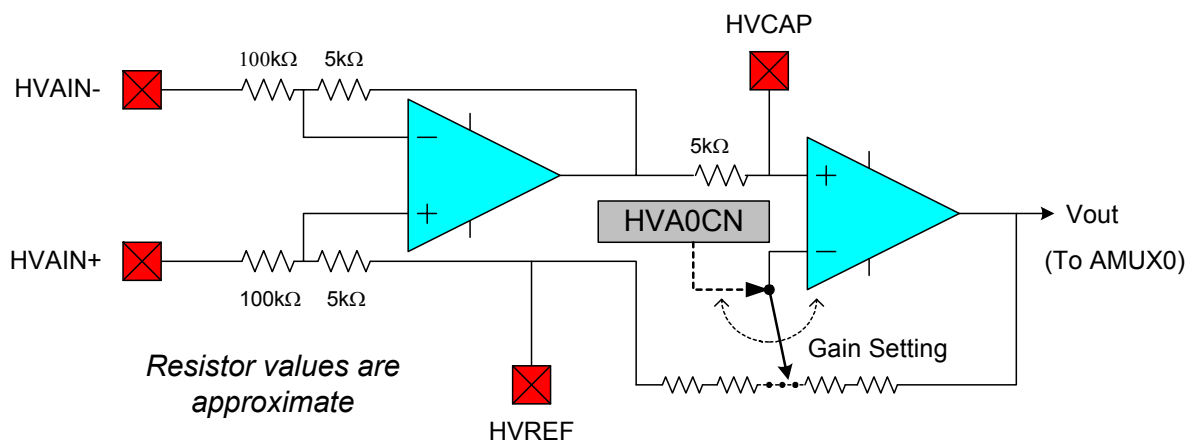 HVCAP
100kΩ
5kΩ
HVAIN-
−
5kΩ
+
+
HVA0CN
Vout
(To AMUX0)
−
HVAIN+
100kΩ
5kΩ
Gain Setting
Resistor values are
approximate
HVREF